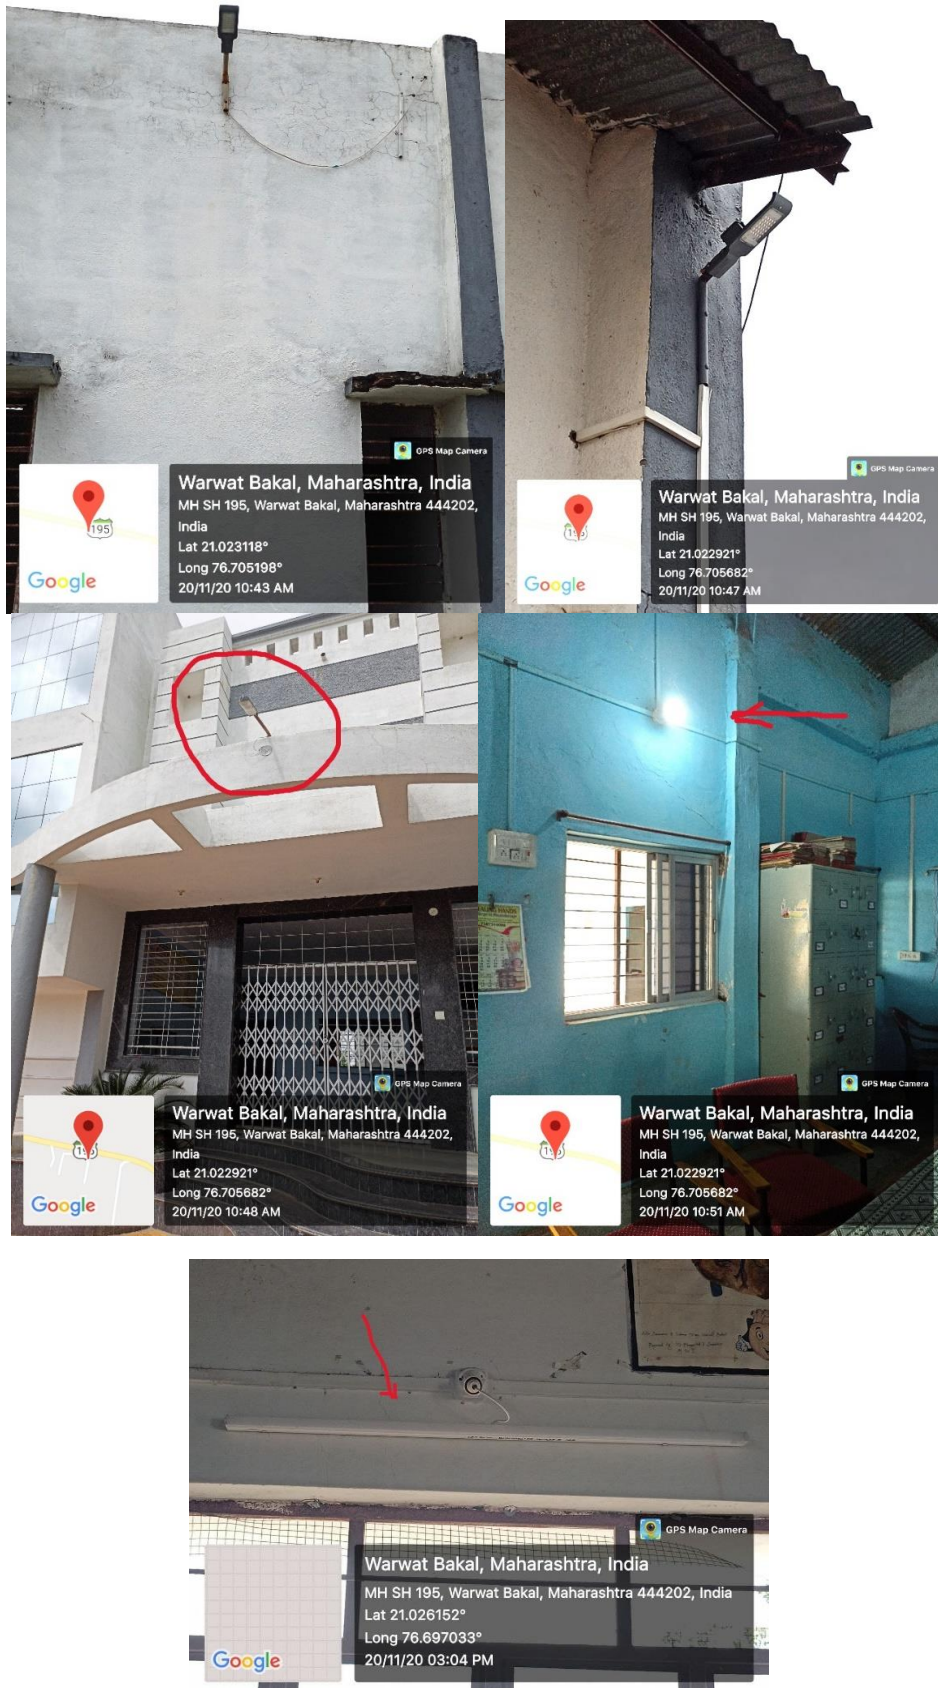 GPS Map Camera
Warwat Bakal, Maharashtra, India
MH SH 195, Warwat Bakal, Maharashtra 444202,
India
Lat 21.023118°
Long 76.705198°
20/11/20 10:43 AM
195
Google
GPS Map Camera
Warwat Bakal, Maharashtra, India
MH SH 195, Warwat Bakal, Maharashtra 444202,
India
Lat 21.022921°
Long 76.705682°
20/11/20 10:47 AM
Google
GPS Map Camera
Warwat Bakal, Maharashtra, India
MH SH 195, Warwat Bakal, Maharashtra 444202,
India
Lat 21.022921°
Long 76.705682°
20/11/20 10:48 AM
Google
GPS Map Camera
Warwat Bakal, Maharashtra, India
MH SH 195, Warwat Bakal, Maharashtra 444202,
India
Lat 21.022921°
Long 76.705682°
20/11/20 10:51 AM
Google
GPS Map Camera
Warwat Bakal, Maharashtra, India
MH SH 195, Warwat Bakal, Maharashtra 444202, India
Lat 21.026152°
Long 76.697033°
20/11/20 03:04 PM
Google